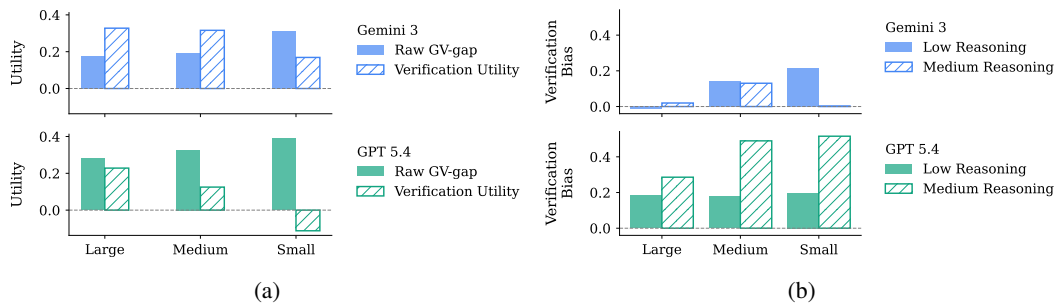 0.4
0.2
0.0
Utility
Gemini 3
Raw GV-gap
Verification Utility
0.4
0.2
0.0
Utility
GPT 5.4
Raw GV-gap
Verification Utility
Large Medium Small
(a)
0.4
0.2
0.0
Verification
Bias
Gemini 3
Low Reasoning
Medium Reasoning
0.4
0.2
0.0
Verification
Bias
GPT 5.4
Low Reasoning
Medium Reasoning
Large Medium Small
(b)